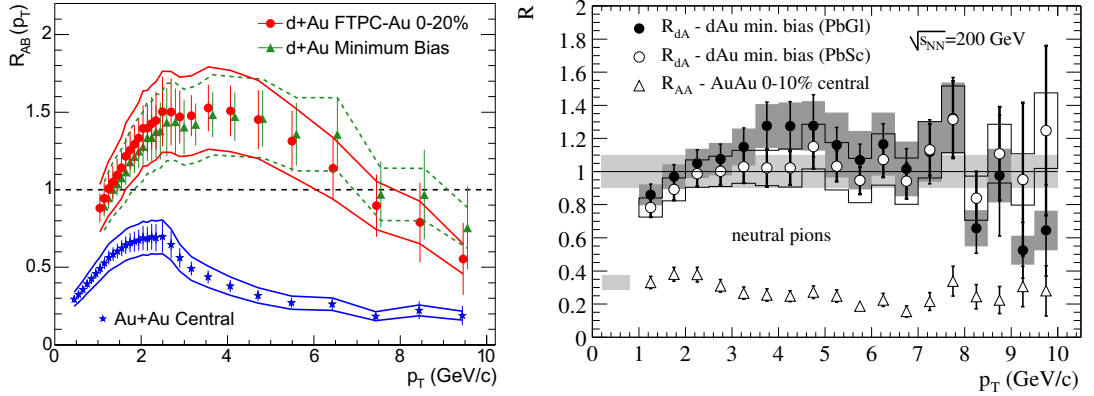 R_AB(p_T)
d+Au FTPC-Au 0-20%
d+Au Minimum Bias
2
1.5
1
0.5
0
Au+Au Central
0 2 4 6 8 10
p_T (GeV/c)
R
2
1.8
1.6
1.4
1.2
1
0.8
0.6
0.4
0.2
0
R_dA - dAu min. bias (PbGl)
R_dA - dAu min. bias (PbSc)
R_AA - AuAu 0-10% central
√s_NN=200 GeV
neutral pions
0 1 2 3 4 5 6 7 8 9 10
p_T (GeV/c)